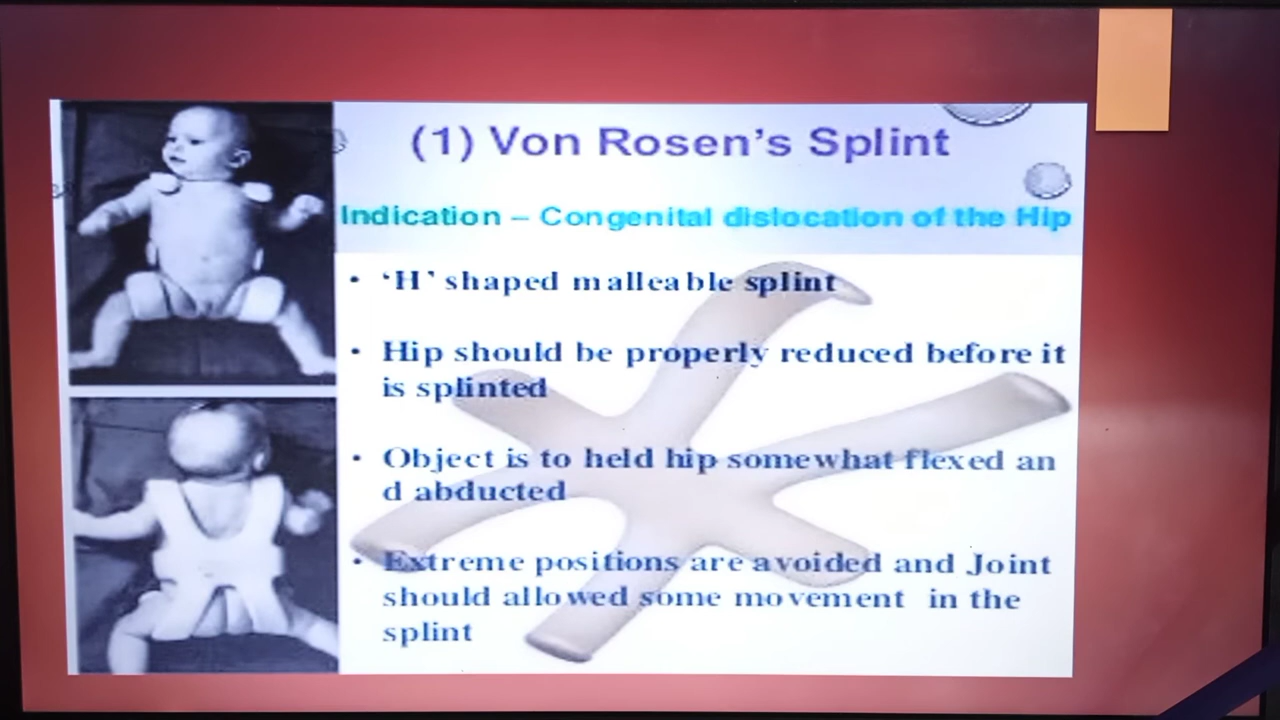 (1) Von Rosen's Splint
Indication – Congenital dislocation of the Hip
• 'H' shaped malleable splint
• Hip should be properly reduced before it
is splinted
• Object is to held hip somewhat flexed an
d abducted
• Extreme positions are avoided and Joint
should allowed some movement in the
splint